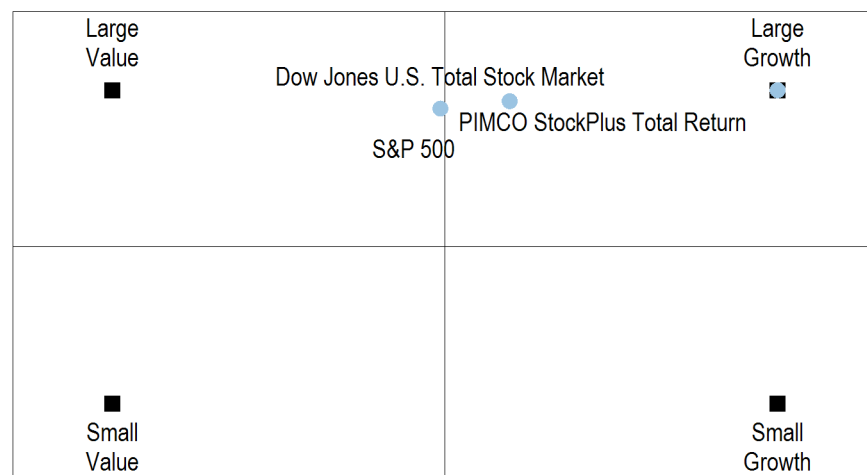 Large
Value
Large
Growth
Dow Jones U.S. Total Stock Market
PIMCO StockPlus Total Return
S&P 500
Small
Value
Small
Growth